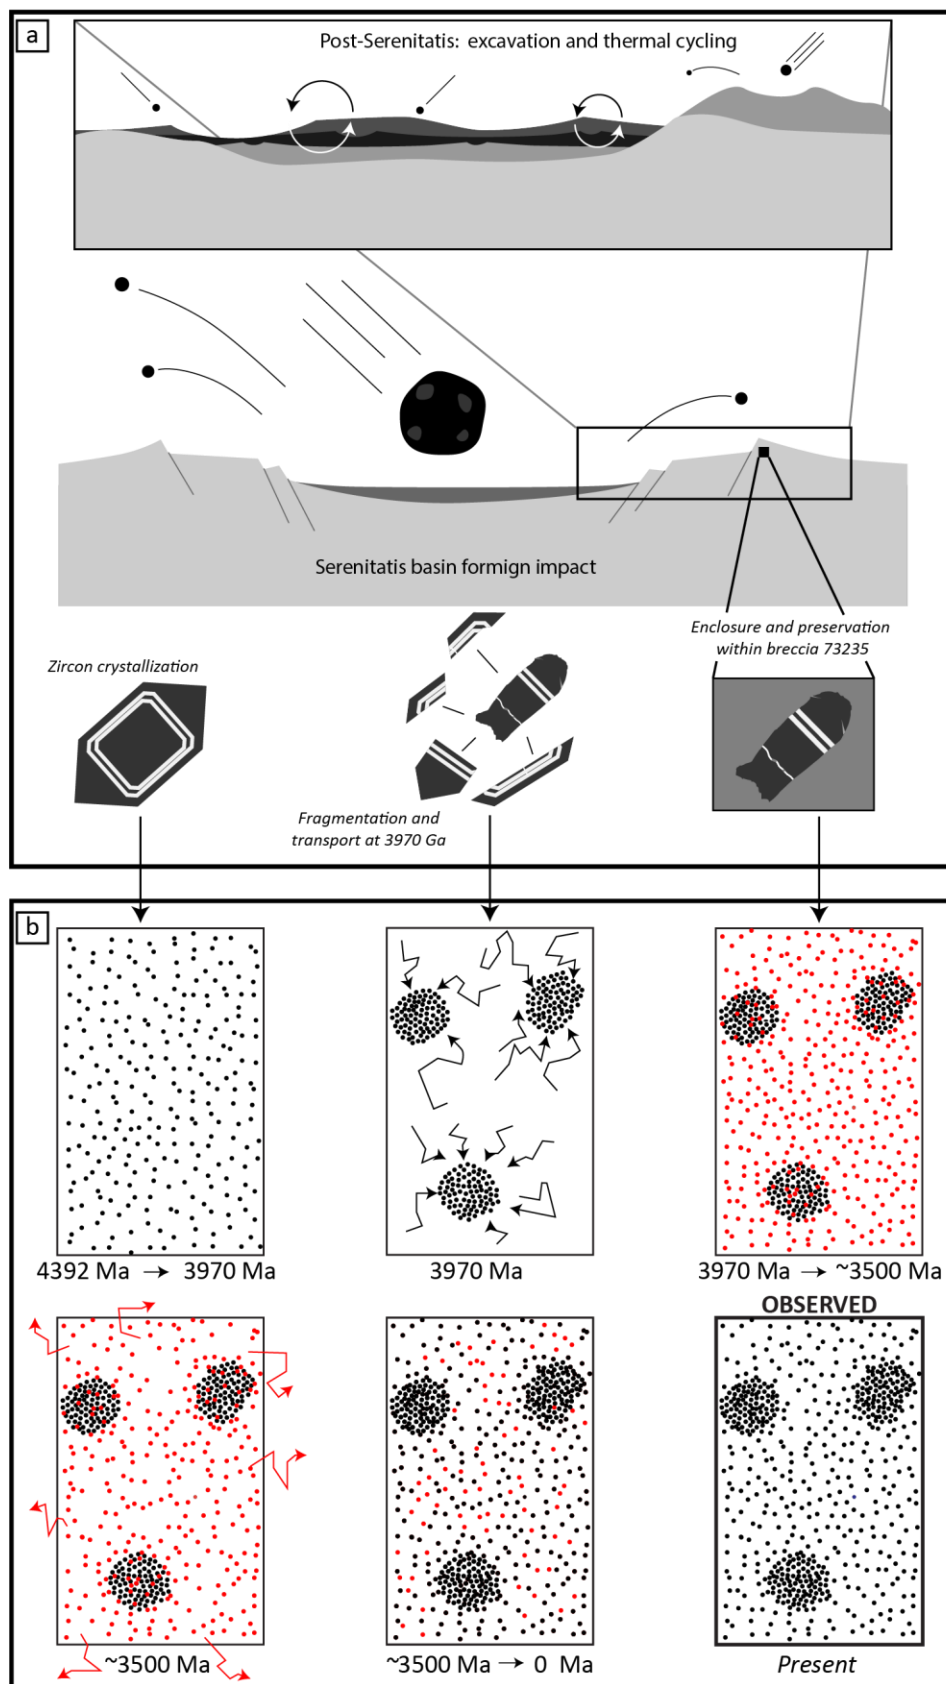 a
Post-Serenitatis: excavation and thermal cycling
Serenitatis basin formign impact
Enclosure and preservation
within breccia 73235
Zircon crystallization
Fragmentation and
transport at 3970 Ga
b
4392 Ma → 3970 Ma
3970 Ma
3970 Ma → ~3500 Ma
OBSERVED
~3500 Ma
~3500 Ma → 0 Ma
Present